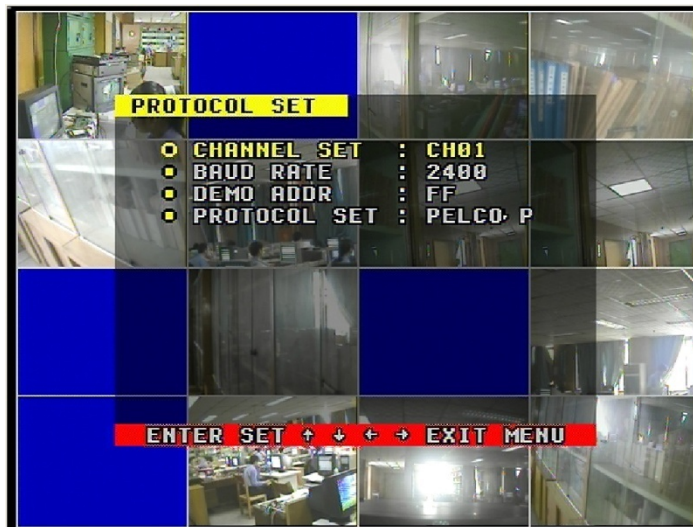 PROTOCOL SET
CHANNEL SET : CH01
BAUD RATE : 2400
DEMO ADDR : FF
PROTOCOL SET : PELCO, P
ENTER SET ↑ ↓ ← → EXIT MENU